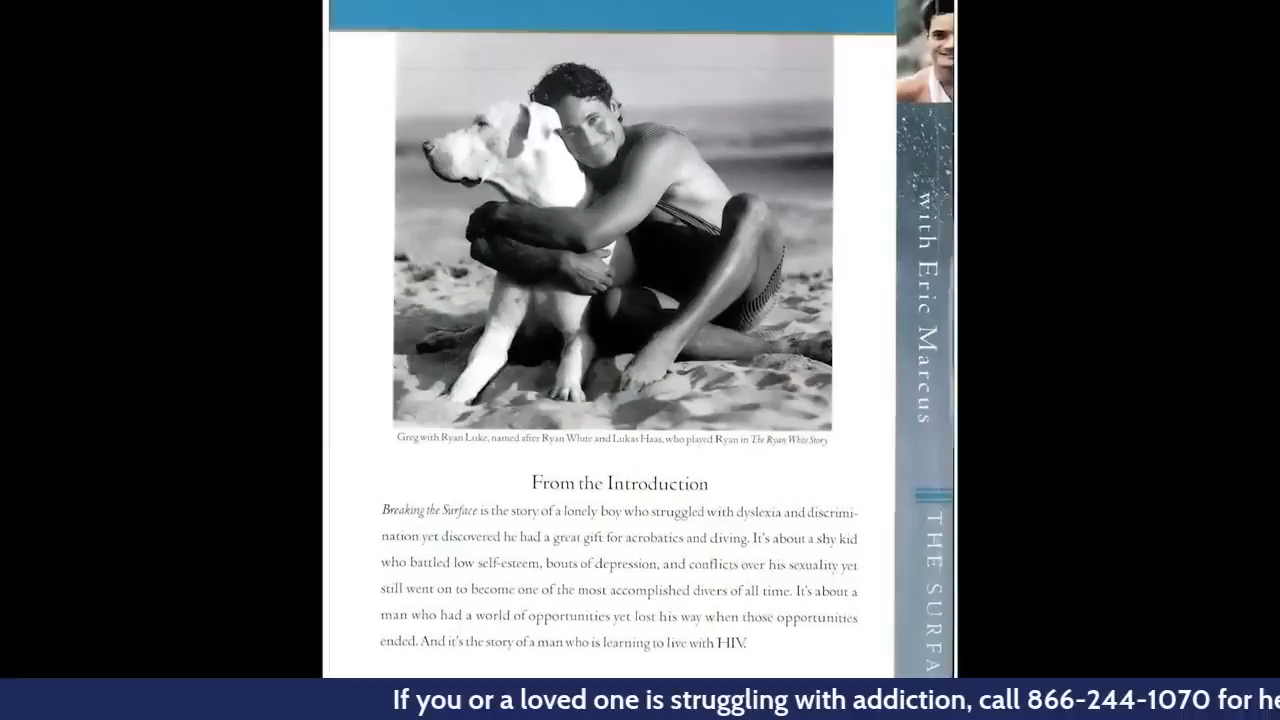 Greg with Ryan Luke, named after Ryan White and Lukas Haas, who played Ryan in The Ryan White Story
From the Introduction
Breaking the Surface is the story of a lonely boy who struggled with dyslexia and discrimi-
nation yet discovered he had a great gift for acrobatics and diving. It's about a shy kid
who battled low self-esteem, bouts of depression, and conflicts over his sexuality yet
still went on to become one of the most accomplished divers of all time. It's about a
man who had a world of opportunities yet lost his way when those opportunities
ended. And it's the story of a man who is learning to live with HIV.
with Eric Marcus
THE SURFA
If you or a loved one is struggling with addiction, call 866-244-1070 for he